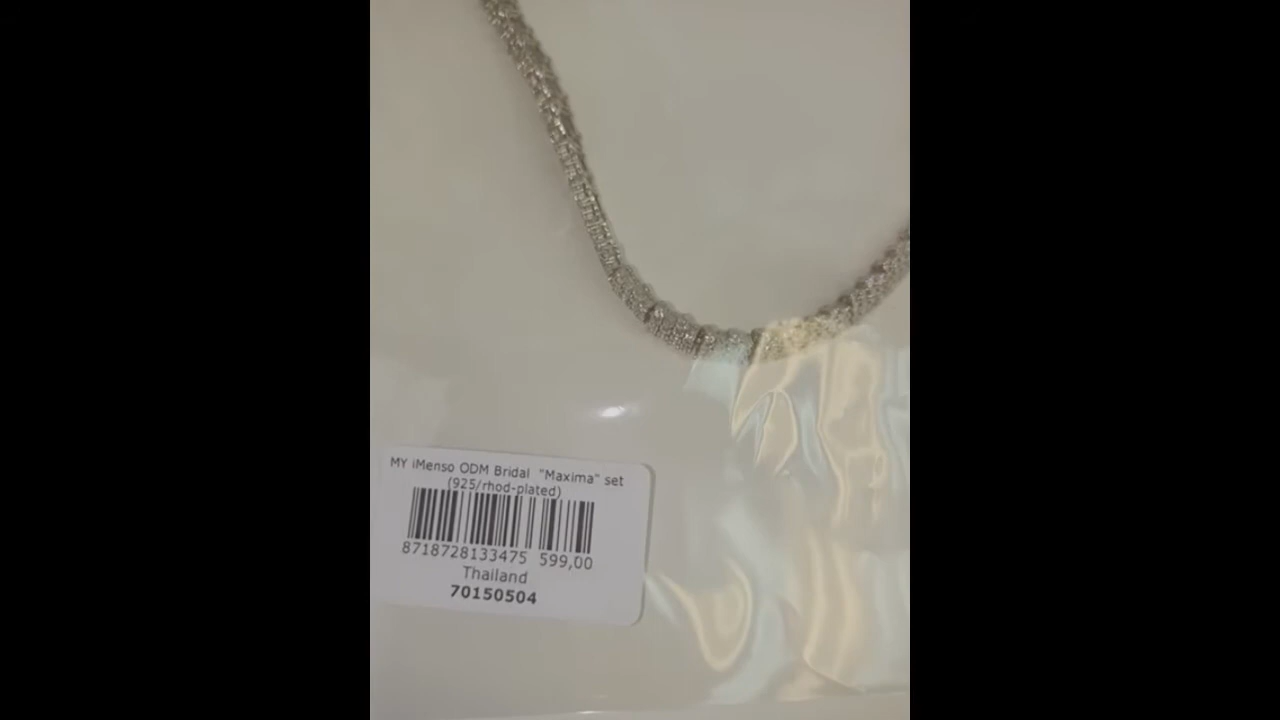 MY iMenso ODM Bridal "Maxima" set
(925/rhod-plated)
8718728133475 599,00
Thailand
70150504